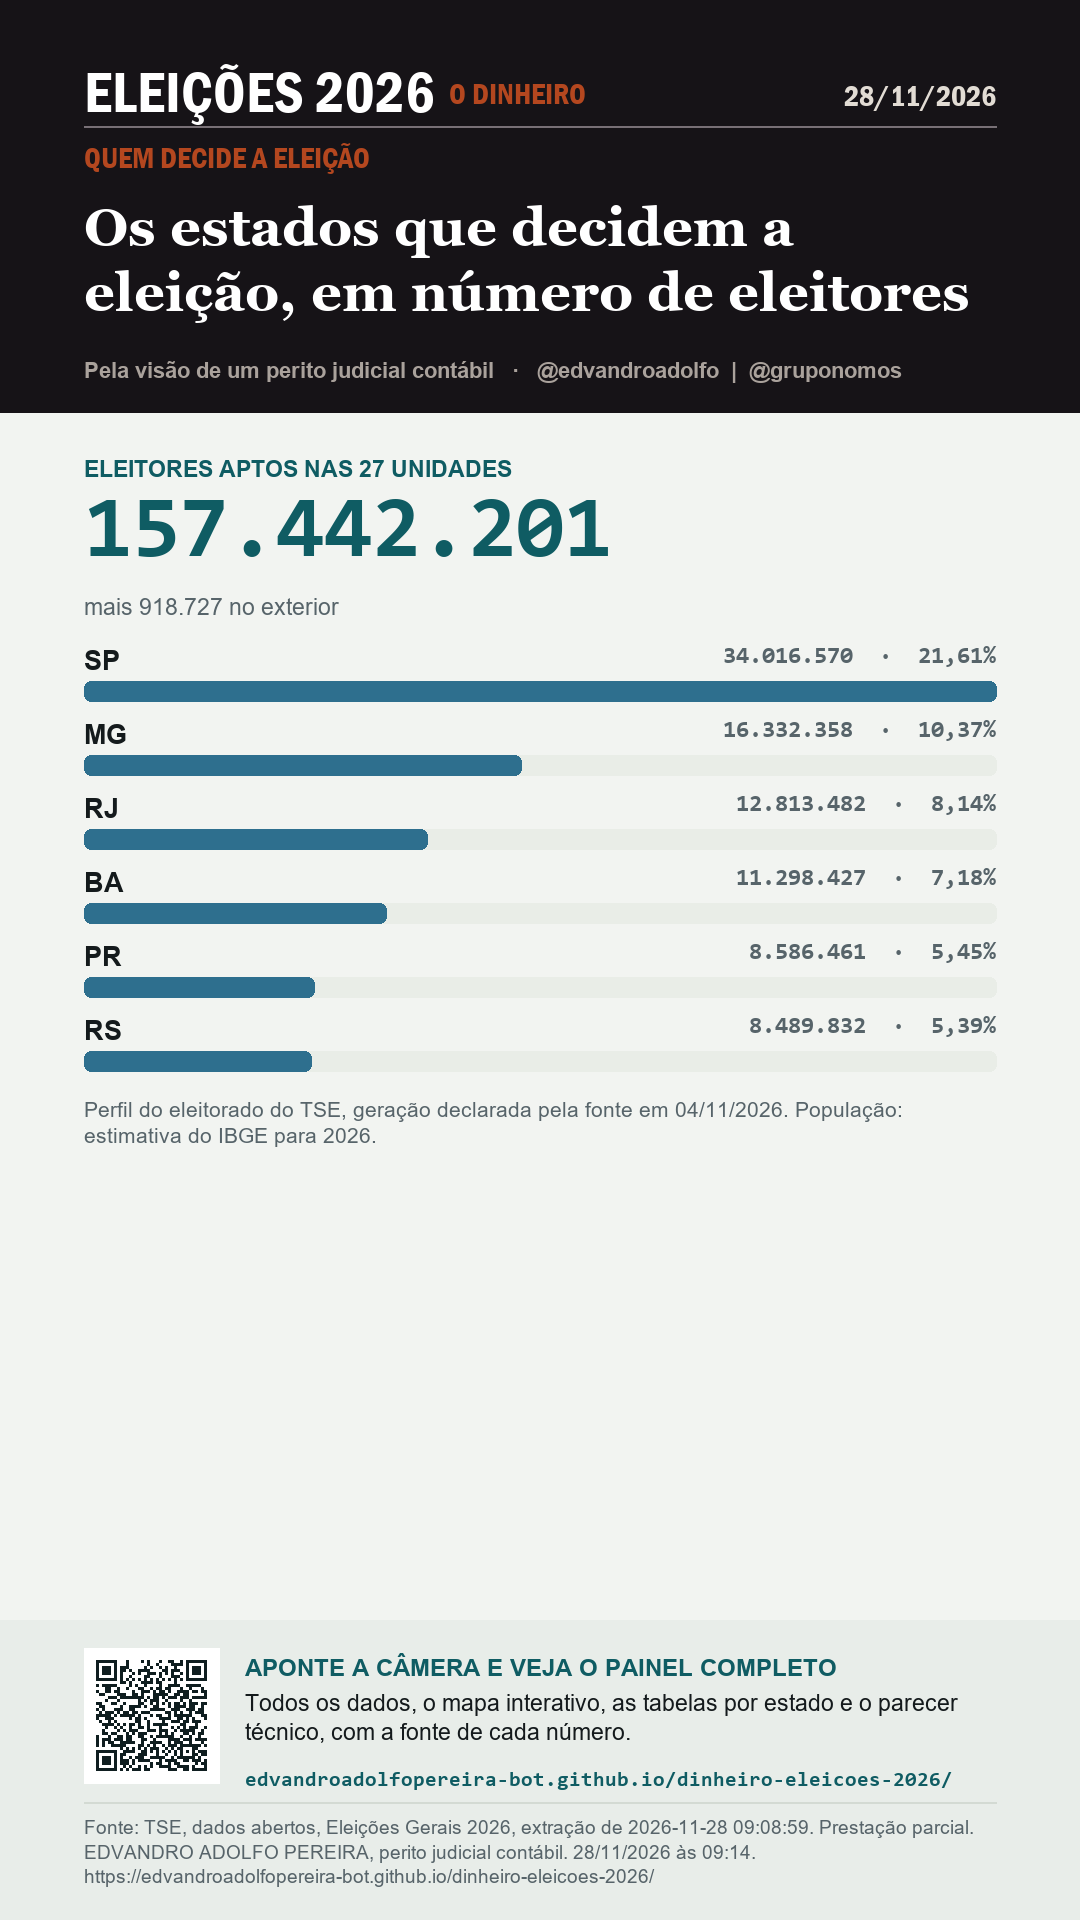 ELEIÇÕES 2026 O DINHEIRO 28/11/2026
QUEM DECIDE A ELEIÇÃO
Os estados que decidem a
eleição, em número de eleitores
Pela visão de um perito judicial contábil · @edvandroadolfo | @gruponomos
ELEITORES APTOS NAS 27 UNIDADES
157.442.201
mais 918.727 no exterior
SP 34.016.570 · 21,61%
MG 16.332.358 · 10,37%
RJ 12.813.482 · 8,14%
BA 11.298.427 · 7,18%
PR 8.586.461 · 5,45%
RS 8.489.832 · 5,39%
Perfil do eleitorado do TSE, geração declarada pela fonte em 04/11/2026. População:
estimativa do IBGE para 2026.
APONTE A CÂMERA E VEJA O PAINEL COMPLETO
Todos os dados, o mapa interativo, as tabelas por estado e o parecer
técnico, com a fonte de cada número.
edvandroadolfopereira-bot.github.io/dinheiro-eleicoes-2026/
Fonte: TSE, dados abertos, Eleições Gerais 2026, extração de 2026-11-28 09:08:59. Prestação parcial.
EDVANDRO ADOLFO PEREIRA, perito judicial contábil. 28/11/2026 às 09:14.
https://edvandroadolfopereira-bot.github.io/dinheiro-eleicoes-2026/